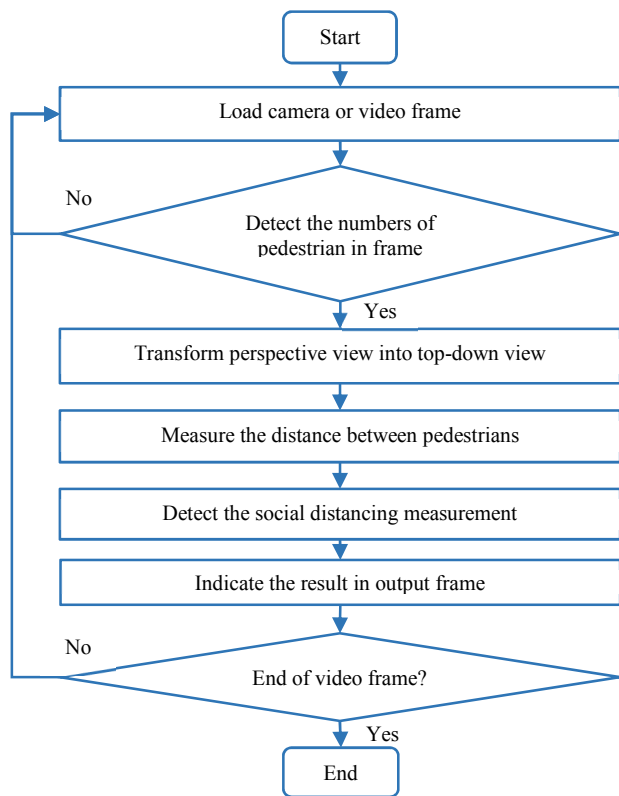 Start
Load camera or video frame
No
Detect the numbers of
pedestrian in frame
Yes
Transform perspective view into top-down view
Measure the distance between pedestrians
Detect the social distancing measurement
Indicate the result in output frame
No
End of video frame?
Yes
End